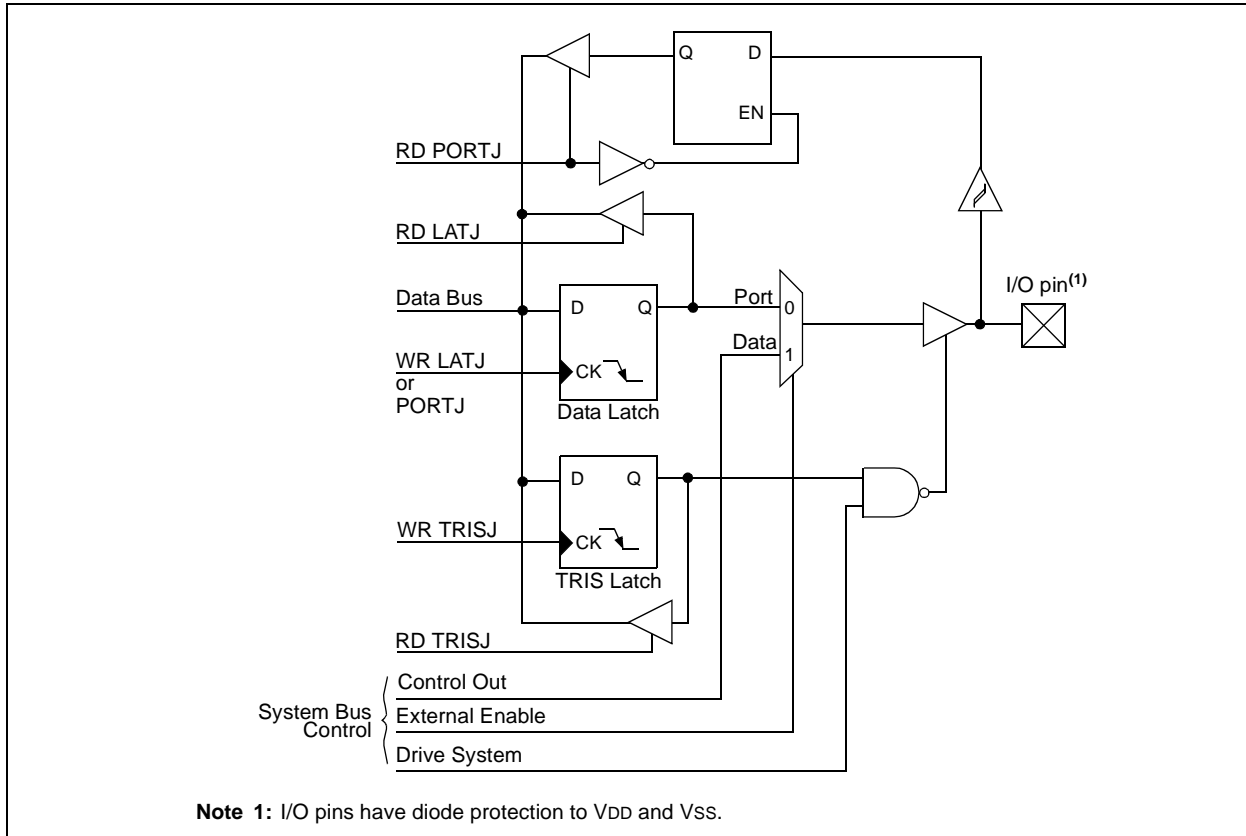 Q D
EN
RD PORTJ
RD LATJ
Data Bus
D Q
Port
0
I/O pin(1)
Data
1
WR LATJ
or
PORTJ
CK
Data Latch
D Q
WR TRISJ
CK
TRIS Latch
RD TRISJ
Control Out
System Bus
Control
External Enable
Drive System
Note 1: I/O pins have diode protection to VDD and VSS.